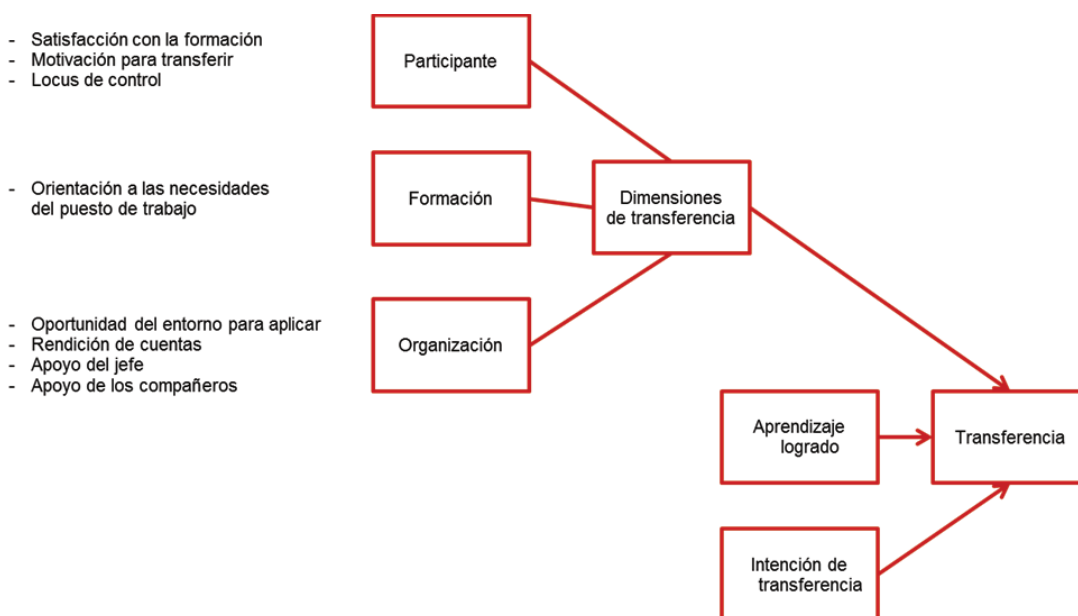 - Satisfacción con la formación
- Motivación para transferir
- Locus de control
Participante
- Orientación a las necesidades
del puesto de trabajo
Formación
Dimensiones
de transferencia
- Oportunidad del entorno para aplicar
- Rendición de cuentas
- Apoyo del jefe
- Apoyo de los compañeros
Organización
Aprendizaje
logrado
Transferencia
Intención de
transferencia